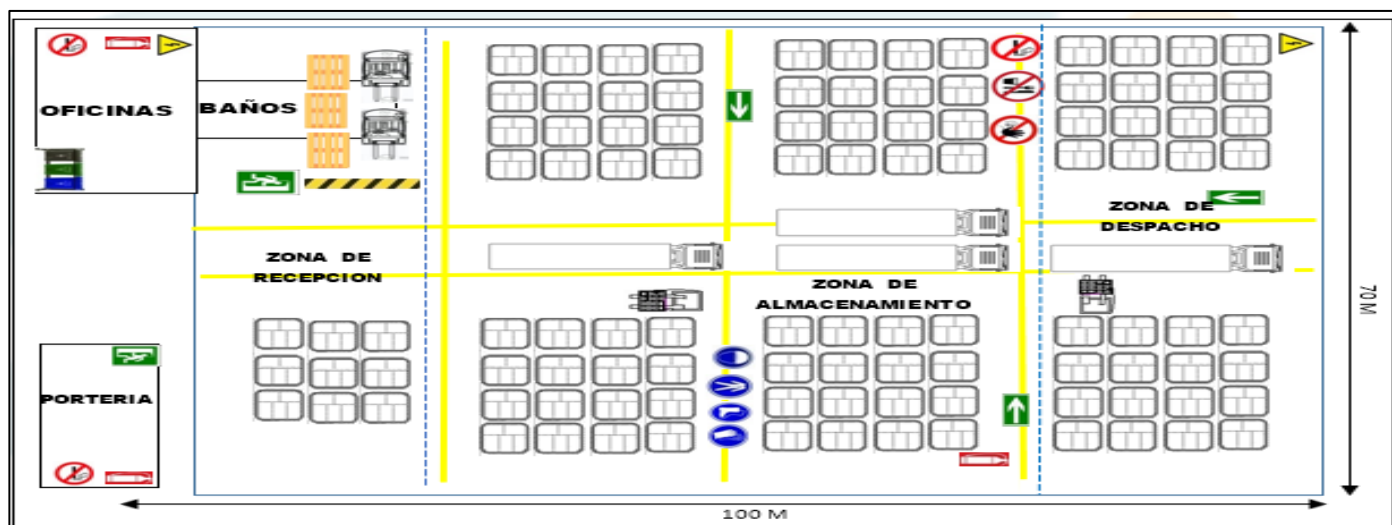 OFICINAS
BAÑOS
ZONA DE
DESPACHO
ZONA DE
RECEPCION
ZONA DE
ALMACENAMIENTO
70 M
PORTERIA
100 M